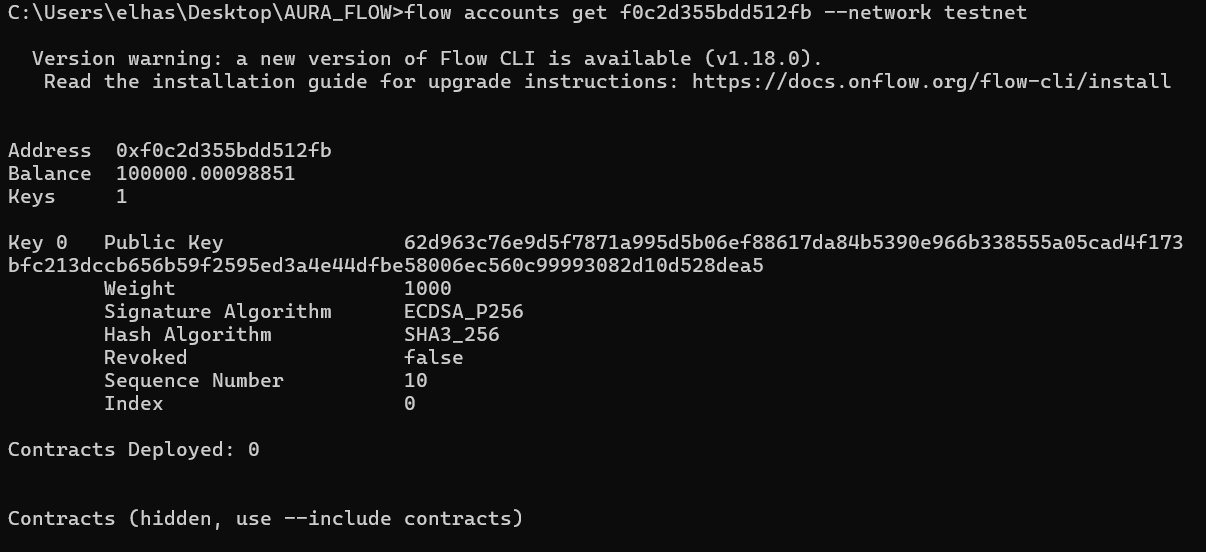 C:\Users\elhas\Desktop\AURA_FLOW>flow accounts get f0c2d355bdd512fb --network testnet
Version warning: a new version of Flow CLI is available (v1.18.0).
Read the installation guide for upgrade instructions: https://docs.onflow.org/flow-cli/install
Address  0xf0c2d355bdd512fb
Balance  100000.00098851
Keys     1
Key 0   Public Key               62d963c76e9d5f7871a995d5b06ef88617da84b5390e966b338555a05cad4f173
bfc213dccb656b59f2595ed3a4e44dfbe58006ec560c99993082d10d528dea5
Weight                   1000
Signature Algorithm      ECDSA_P256
Hash Algorithm           SHA3_256
Revoked                  false
Sequence Number          10
Index                    0
Contracts Deployed: 0
Contracts (hidden, use --include contracts)